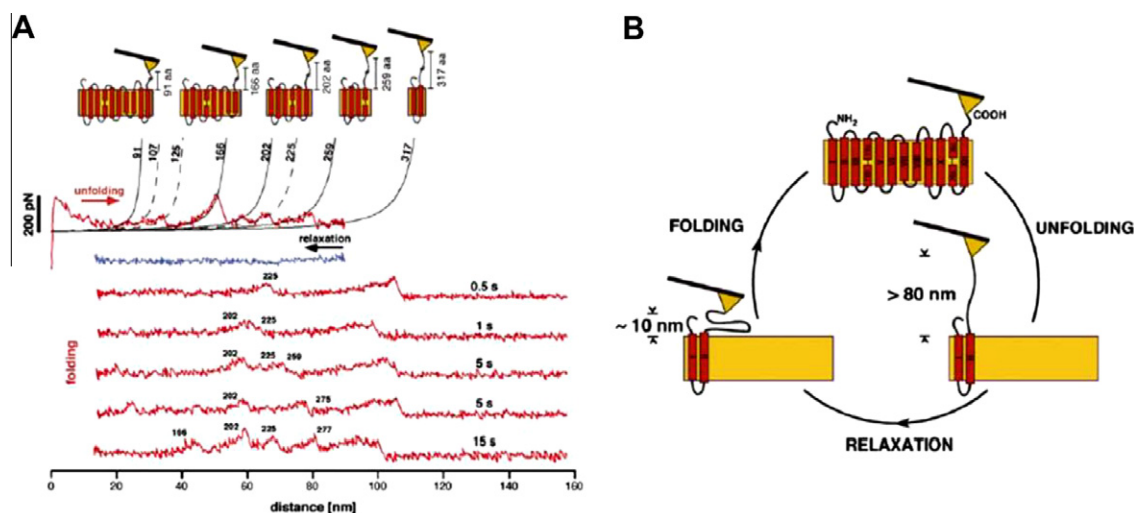 A
91 aa
166 aa
202 aa
259 aa
317 aa
91
107
125
166
202
225
259
317
unfolding
200 pN
relaxation
225
0.5 s
202 225
1 s
202 225 259
5 s
folding
202 275
5 s
166 202 225 277
15 s
0 20 40 60 80 100 120 140 160
distance [nm]
B
NH2
COOH
FOLDING
UNFOLDING
> 80 nm
~ 10 nm
RELAXATION